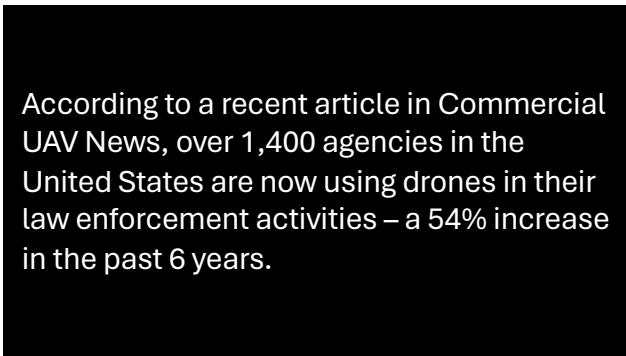 According to a recent article in Commercial
UAV News, over 1,400 agencies in the
United States are now using drones in their
law enforcement activities – a 54% increase
in the past 6 years.